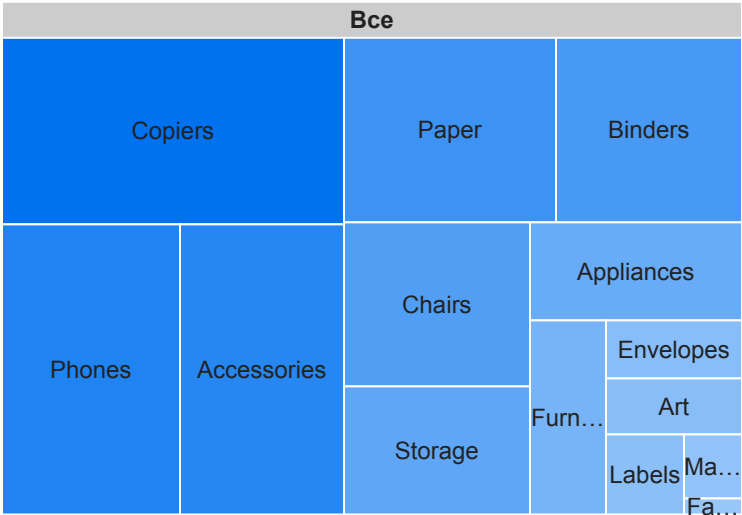 Все
Copiers
Paper
Binders
Phones
Accessories
Chairs
Appliances
Storage
Furn…
Envelopes
Art
Labels
Ma…
Fa…